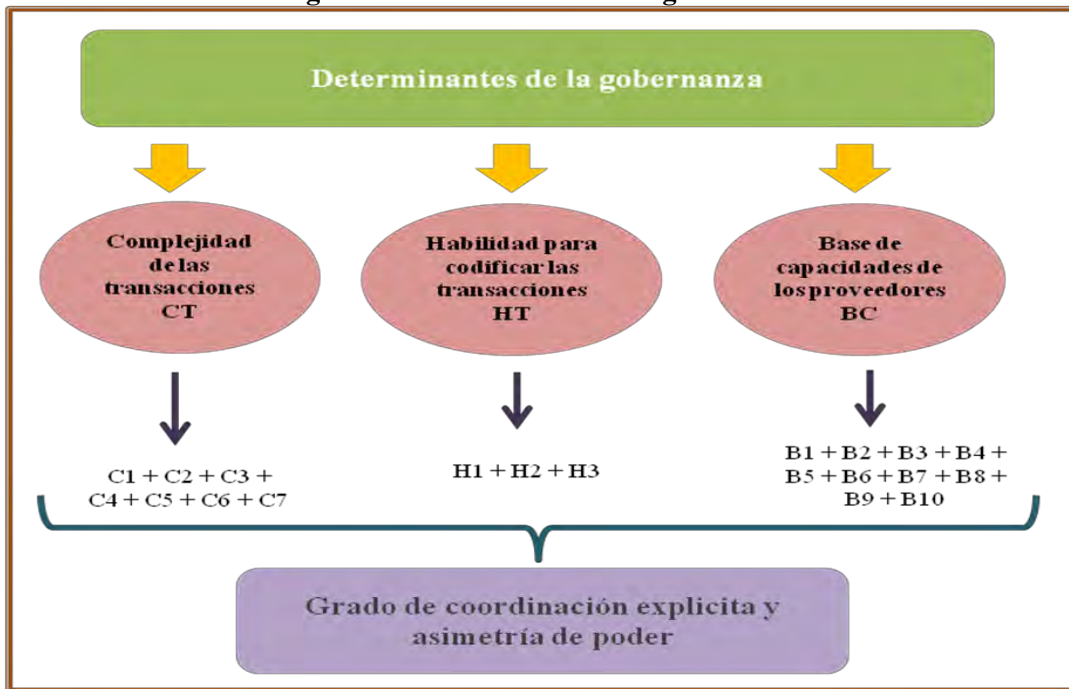 Determinantes de la gobernanza
Complejidad
de las
transacciones
CT
Habilidad para
codificar las
transacciones
HT
Base de
capacidades de
los proveedores
BC
C1 + C2 + C3 +
C4 + C5 + C6 + C7
H1 + H2 + H3
B1 + B2 + B3 + B4 +
B5 + B6 + B7 + B8 +
B9 + B10
Grado de coordinación explicita y
asimetría de poder